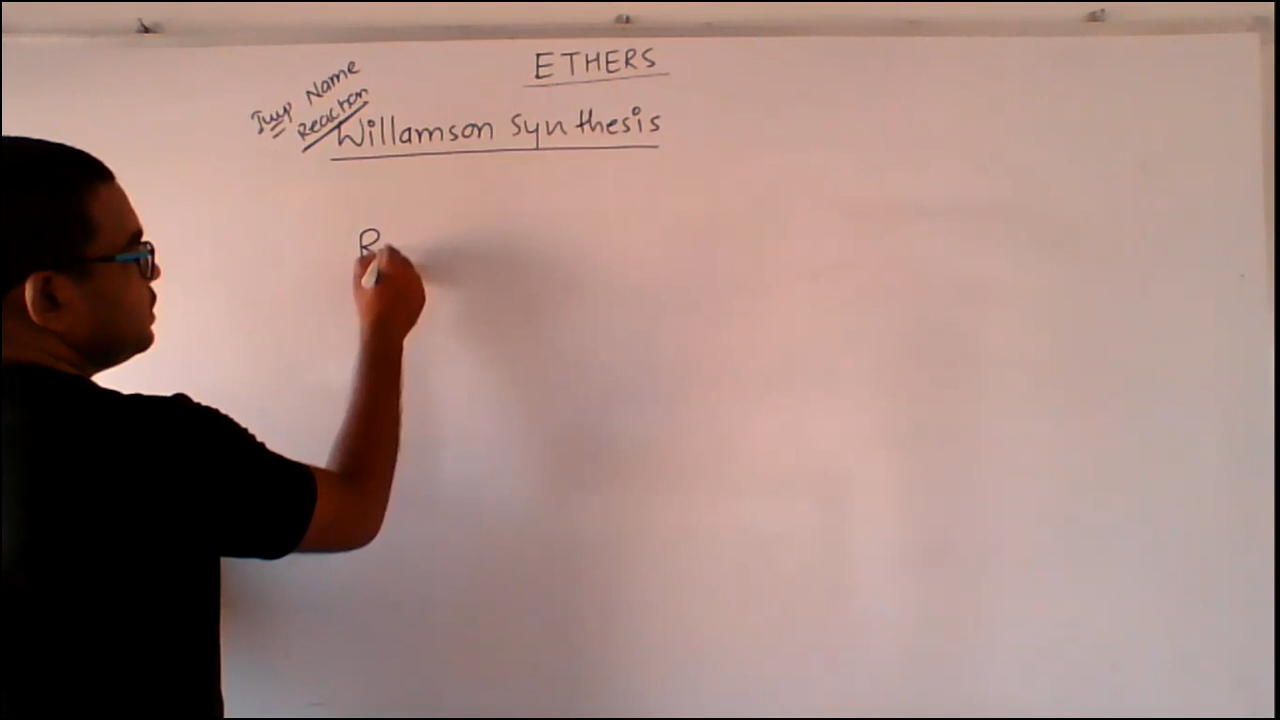 ETHERS
Imp Name
Reaction
Willamson Synthesis
R